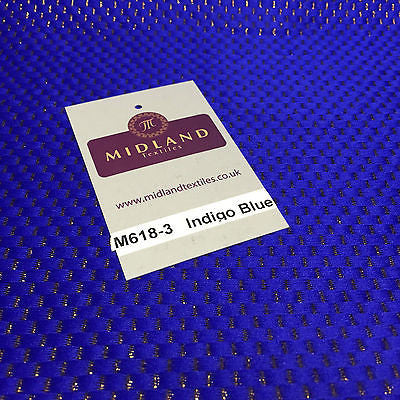 MIDLAND
Textiles
www.midlandtextiles.co.uk
M618-3 Indigo Blue